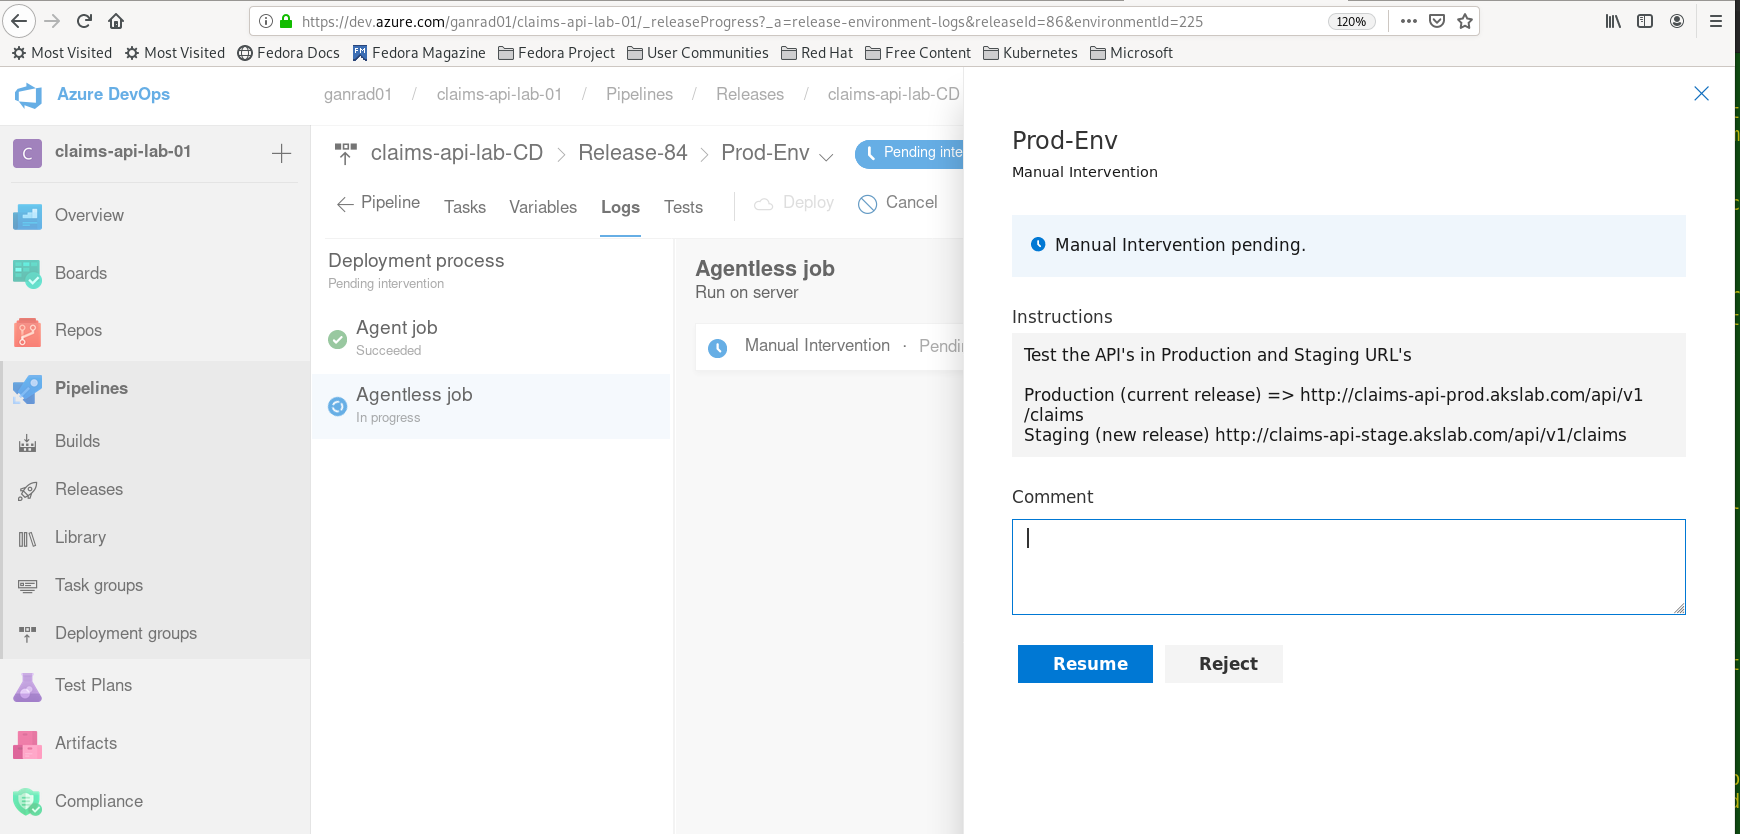 https://dev.azure.com/ganrad01/claims-api-lab-01/_releaseProgress?_a=release-environment-logs&releaseId=86&environmentId=225
120%
Most Visited
Most Visited
Fedora Docs
Fedora Magazine
Fedora Project
User Communities
Red Hat
Free Content
Kubernetes
Microsoft
Azure DevOps
ganrad01 / claims-api-lab-01 / Pipelines / Releases / claims-api-lab-CD
C
claims-api-lab-01
Overview
Boards
Repos
Pipelines
Builds
Releases
Library
Task groups
Deployment groups
Test Plans
Artifacts
Compliance
claims-api-lab-CD > Release-84 > Prod-Env
Pending inte
Pipeline
Tasks
Variables
Logs
Tests
Deploy
Cancel
Deployment process
Pending intervention
Agent job
Succeeded
Agentless job
In progress
Agentless job
Run on server
Manual Intervention · Pendi
Prod-Env
Manual Intervention
Manual Intervention pending.
Instructions
Test the API's in Production and Staging URL's
Production (current release) => http://claims-api-prod.akslab.com/api/v1
/claims
Staging (new release) http://claims-api-stage.akslab.com/api/v1/claims
Comment
Resume
Reject